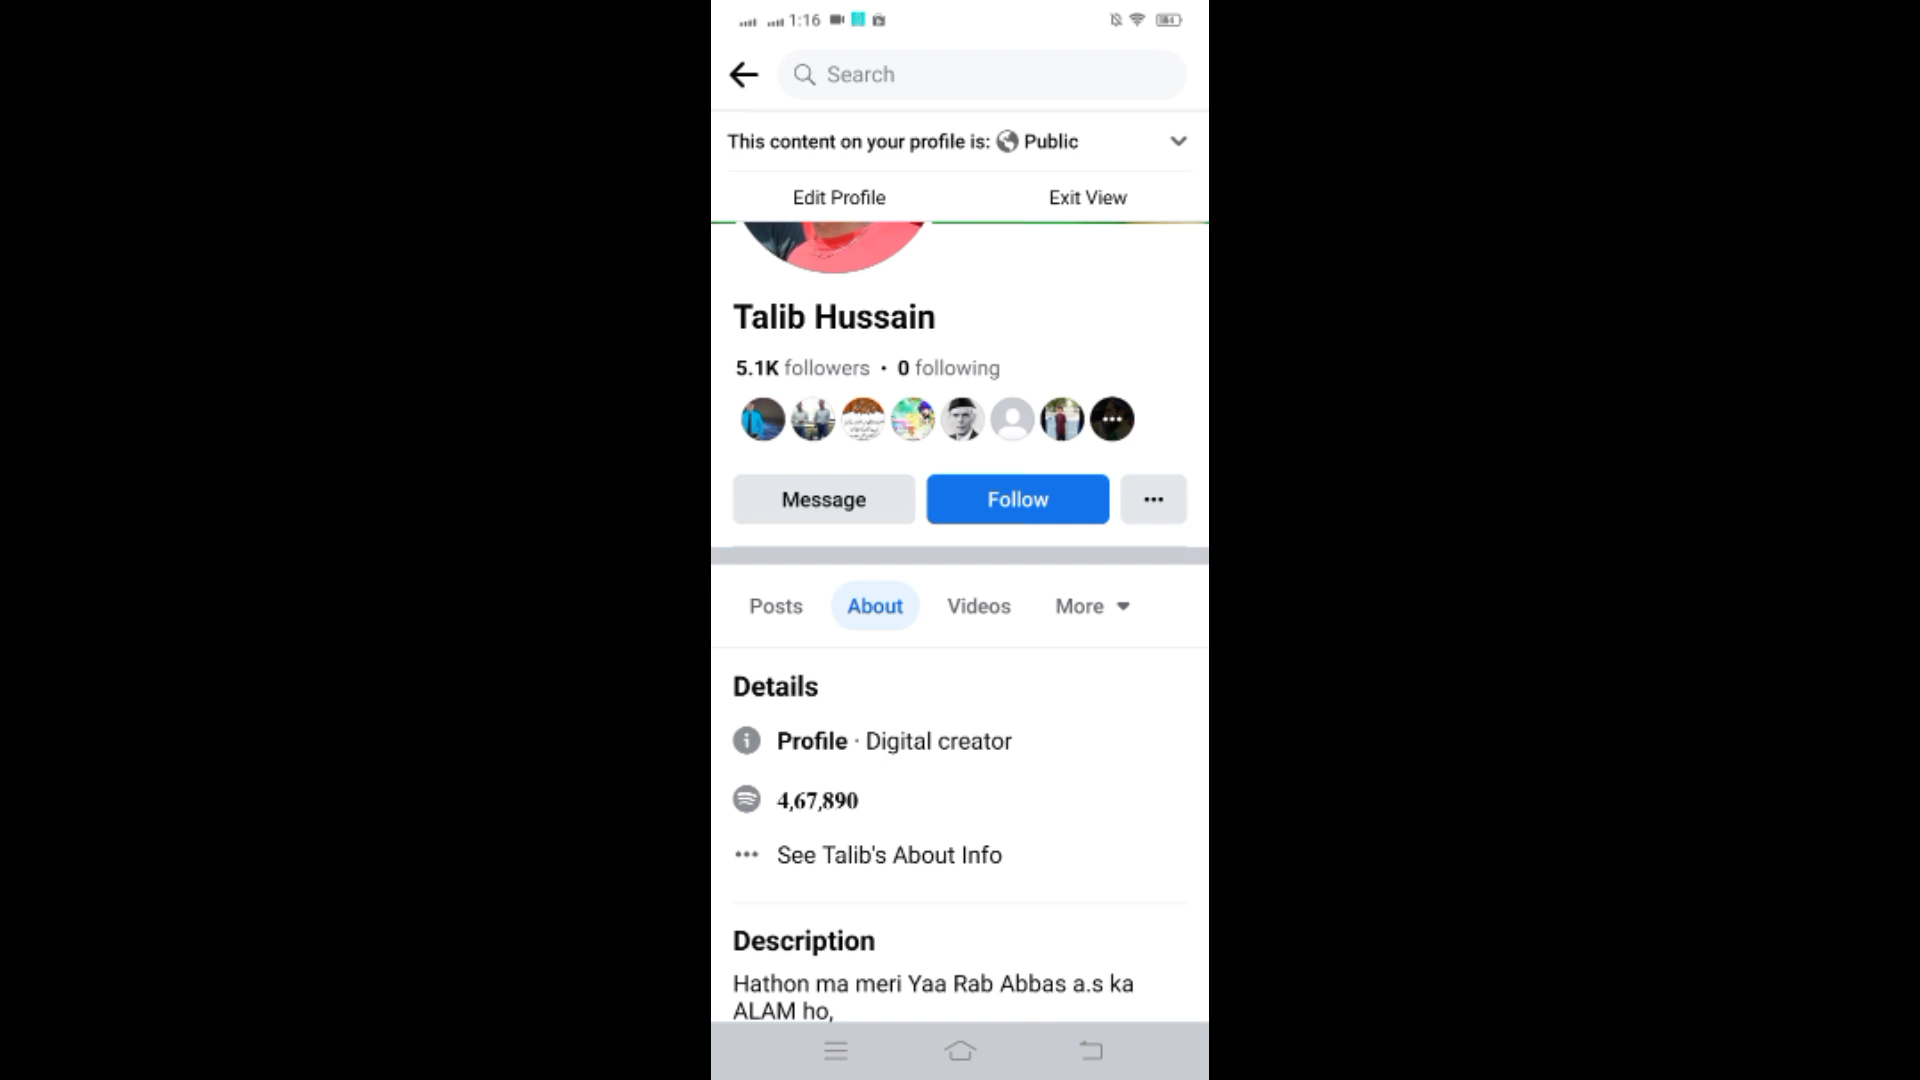 1:16
Search
This content on your profile is: Public
Edit Profile
Exit View
Talib Hussain
5.1K followers • 0 following
Message
Follow
Posts
About
Videos
More
Details
Profile · Digital creator
4,67,890
See Talib's About Info
Description
Hathon ma meri Yaa Rab Abbas a.s ka
ALAM ho,